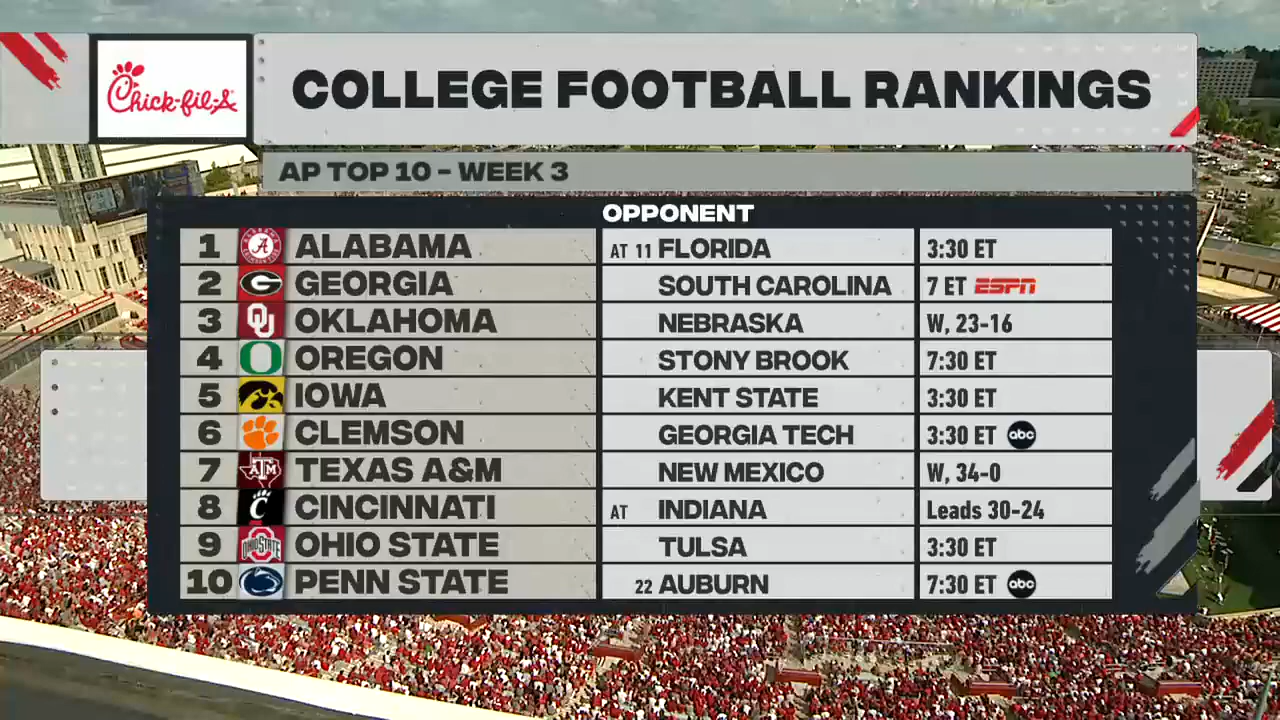 Chick-fil-A
COLLEGE FOOTBALL RANKINGS
AP TOP 10 – WEEK 3
OPPONENT
1 ALABAMA AT 11 FLORIDA 3:30 ET
2 GEORGIA SOUTH CAROLINA 7 ET ESPN
3 OU OKLAHOMA NEBRASKA W, 23-16
4 OREGON STONY BROOK 7:30 ET
5 IOWA KENT STATE 3:30 ET
6 CLEMSON GEORGIA TECH 3:30 ET abc
7 ATM TEXAS A&M NEW MEXICO W, 34-0
8 CINCINNATI AT INDIANA Leads 30-24
9 OHIO STATE OHIO STATE TULSA 3:30 ET
10 PENN STATE 22 AUBURN 7:30 ET abc